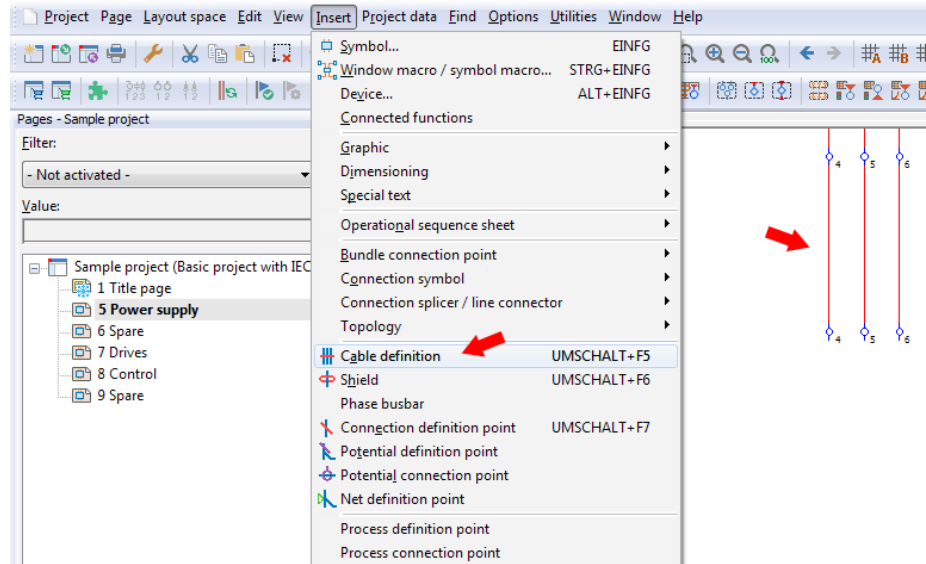 Project Page Layout space Edit View Insert Project data Find Options Utilities Window Help
Pages - Sample project
Filter:
- Not activated -
Value:
Sample project (Basic project with IEC
1 Title page
5 Power supply
6 Spare
7 Drives
8 Control
9 Spare
Symbol... EINFG
Window macro / symbol macro... STRG+EINFG
Device... ALT+EINFG
Connected functions
Graphic
Dimensioning
Special text
Operational sequence sheet
Bundle connection point
Connection symbol
Connection splicer / line connector
Topology
Cable definition UMSCHALT+F5
Shield UMSCHALT+F6
Phase busbar
Connection definition point UMSCHALT+F7
Potential definition point
Potential connection point
Net definition point
Process definition point
Process connection point
4 5 6
4 5 6